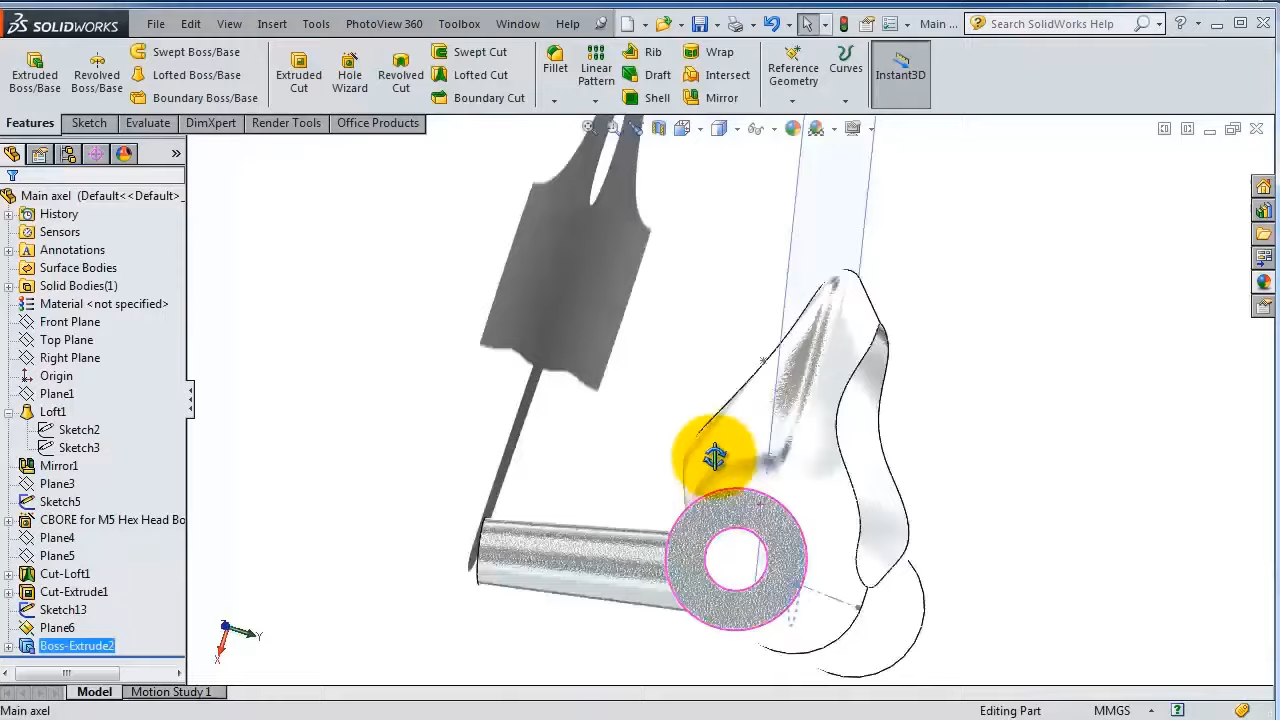 SOLIDWORKS File Edit View Insert Tools PhotoView 360 Toolbox Window Help Main ... Search SolidWorks Help ?
Extruded Boss/Base
Revolved Boss/Base
Swept Boss/Base
Lofted Boss/Base
Boundary Boss/Base
Extruded Cut
Hole Wizard
Revolved Cut
Swept Cut
Lofted Cut
Boundary Cut
Fillet
Linear Pattern
Rib
Draft
Shell
Wrap
Intersect
Mirror
Reference Geometry
Curves
Instant3D
Features Sketch Evaluate DimXpert Render Tools Office Products
»
Main axel (Default<<Default>_
History
Sensors
Annotations
Surface Bodies
Solid Bodies(1)
Material <not specified>
Front Plane
Top Plane
Right Plane
Origin
Plane1
Loft1
Sketch2
Sketch3
Mirror1
Plane3
Sketch5
CBORE for M5 Hex Head Bo
Plane4
Plane5
Cut-Loft1
Cut-Extrude1
Sketch13
Plane6
Boss-Extrude2
Z Y
X
Model Motion Study 1
Main axel Editing Part MMGS ?